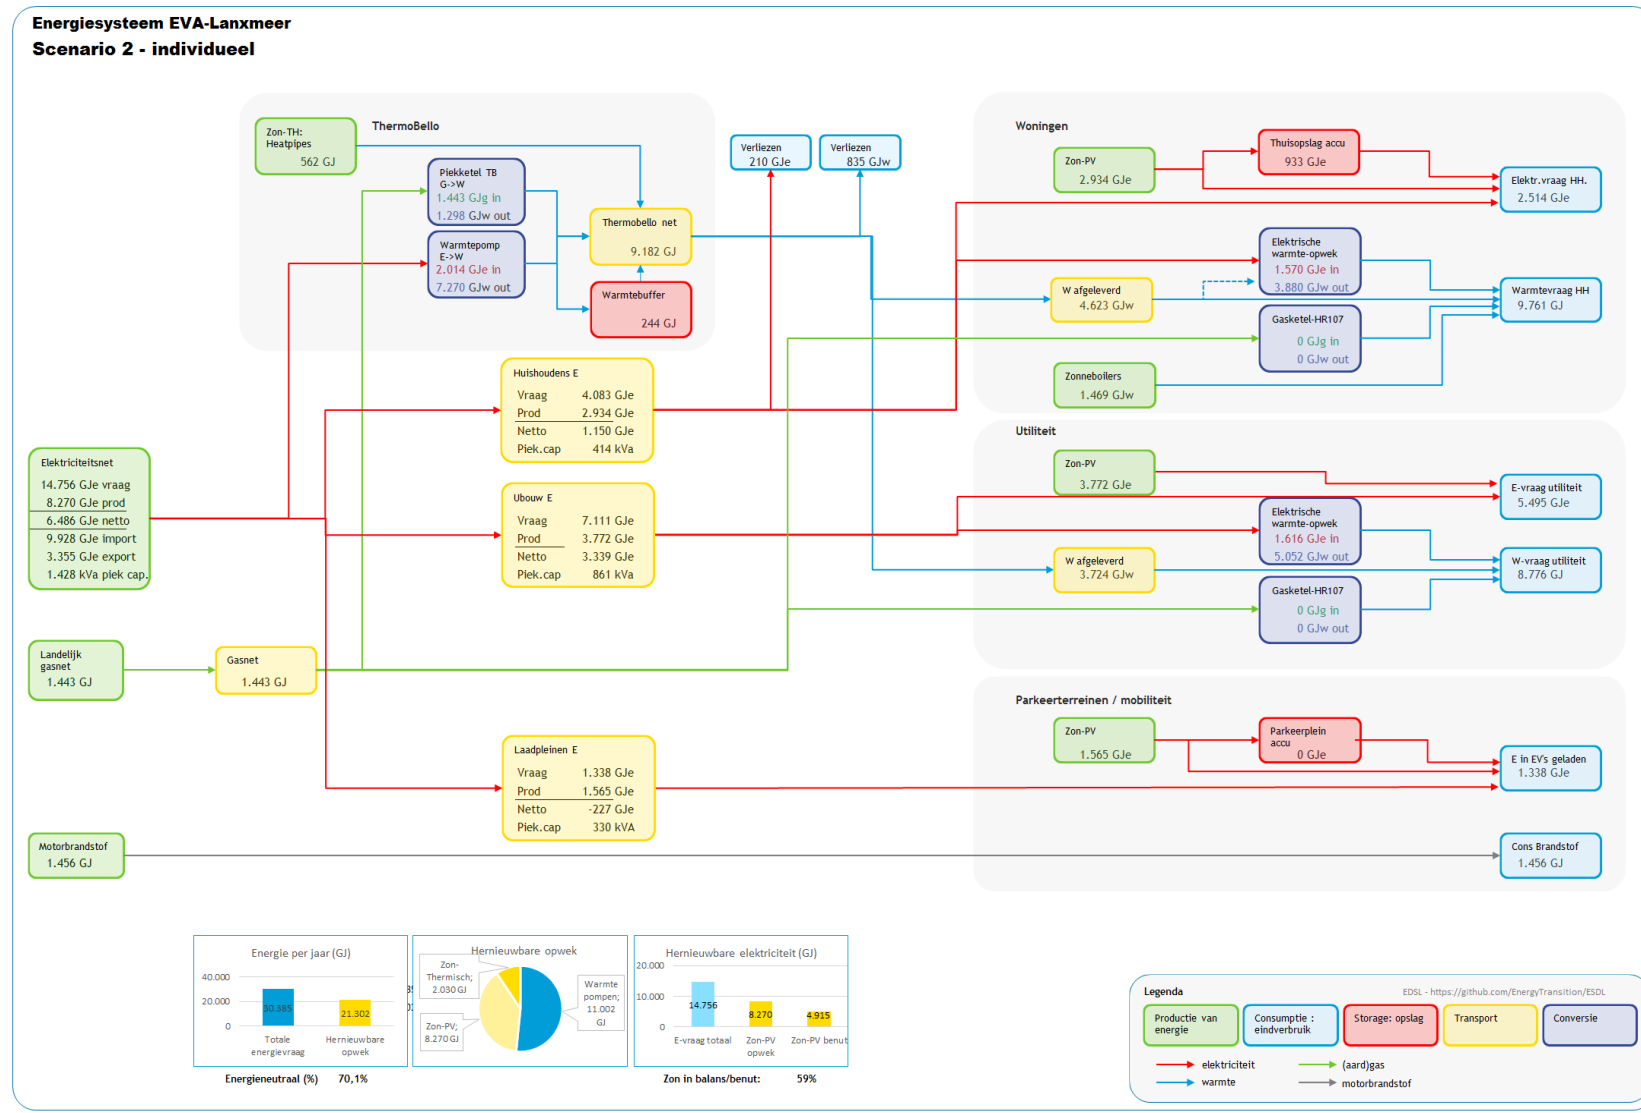 Energiesysteem EVA-Lanxmeer
Scenario 2 - individueel
ThermoBello
Zon-TH:
Heatpipes
562 GJ
Piekketel TB
G->W
1.443 GJg in
1.298 GJw out
Warmtepomp
E->W
2.014 GJe in
7.270 GJw out
Thermobello net
9.182 GJ
Warmtebuffer
244 GJ
Verliezen
210 GJe
Verliezen
835 GJw
Woningen
Zon-PV
2.934 GJe
Thuisopslag accu
933 GJe
Elektr.vraag HH.
2.514 GJe
Elektrische
warmte-opwek
1.570 GJe in
3.880 GJw out
W afgeleverd
4.623 GJw
Warmtevraag HH
9.761 GJ
Gasketel-HR107
0 GJg in
0 GJw out
Zonneboilers
1.469 GJw
Huishoudens E
Vraag 4.083 GJe
Prod 2.934 GJe
Netto 1.150 GJe
Piek.cap 414 kVa
Utiliteit
Zon-PV
3.772 GJe
E-vraag utiliteit
5.495 GJe
Elektrische
warmte-opwek
1.616 GJe in
5.052 GJw out
W afgeleverd
3.724 GJw
W-vraag utiliteit
8.776 GJ
Gasketel-HR107
0 GJg in
0 GJw out
Elektriciteitsnet
14.756 GJe vraag
8.270 GJe prod
6.486 GJe netto
9.928 GJe import
3.355 GJe export
1.428 kVa piek cap.
Ubouw E
Vraag 7.111 GJe
Prod 3.772 GJe
Netto 3.339 GJe
Piek.cap 861 kVa
Landelijk
gasnet
1.443 GJ
Gasnet
1.443 GJ
Parkeerterreinen / mobiliteit
Zon-PV
1.565 GJe
Parkeerplein
accu
0 GJe
E in EV's geladen
1.338 GJe
Laadpleinen E
Vraag 1.338 GJe
Prod 1.565 GJe
Netto -227 GJe
Piek.cap 330 kVA
Motorbrandstof
1.456 GJ
Cons Brandstof
1.456 GJ
Energie per jaar (GJ)
40.000
20.000
0
30.385
21.302
Totale
energievraag
Hernieuwbare
opwek
Energieneutraal (%) 70,1%
Hernieuwbare opwek
Zon-
Thermisch;
2.030 GJ
Zon-PV;
8.270 GJ
Warmte
pompen;
11.002
GJ
Hernieuwbare elektriciteit (GJ)
20.000
10.000
0
14.756
8.270
4.915
E-vraag totaal
Zon-PV
opwek
Zon-PV benut
Zon in balans/benut: 59%
Legenda
EDSL - https://github.com/EnergyTransition/ESDL
Productie van
energie
Consumptie :
eindverbruik
Storage: opslag
Transport
Conversie
elektriciteit
(aard)gas
warmte
motorbrandstof